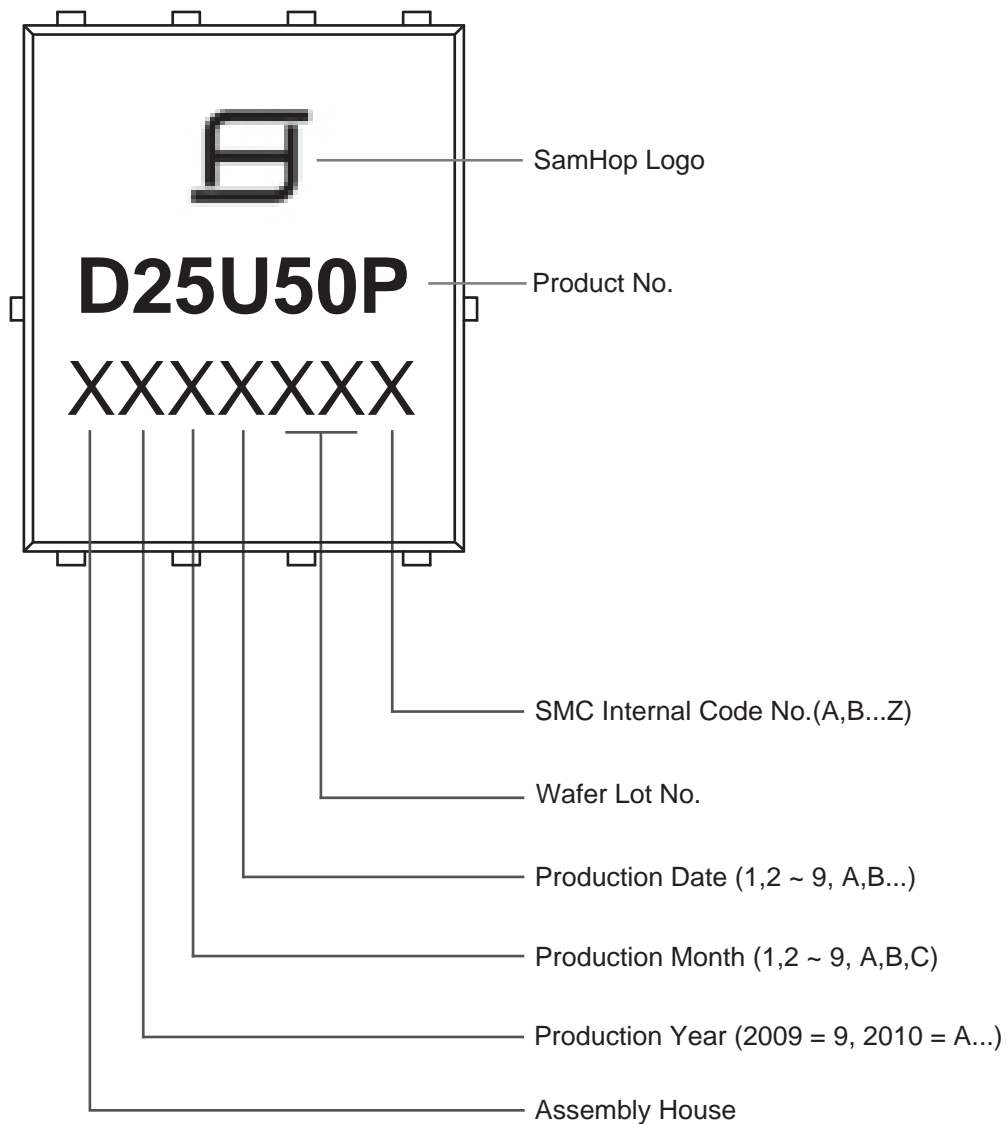 SamHop Logo
D25U50P
Product No.
XXXXXXX
SMC Internal Code No.(A,B...Z)
Wafer Lot No.
Production Date (1,2 ~ 9, A,B...)
Production Month (1,2 ~ 9, A,B,C)
Production Year (2009 = 9, 2010 = A...)
Assembly House